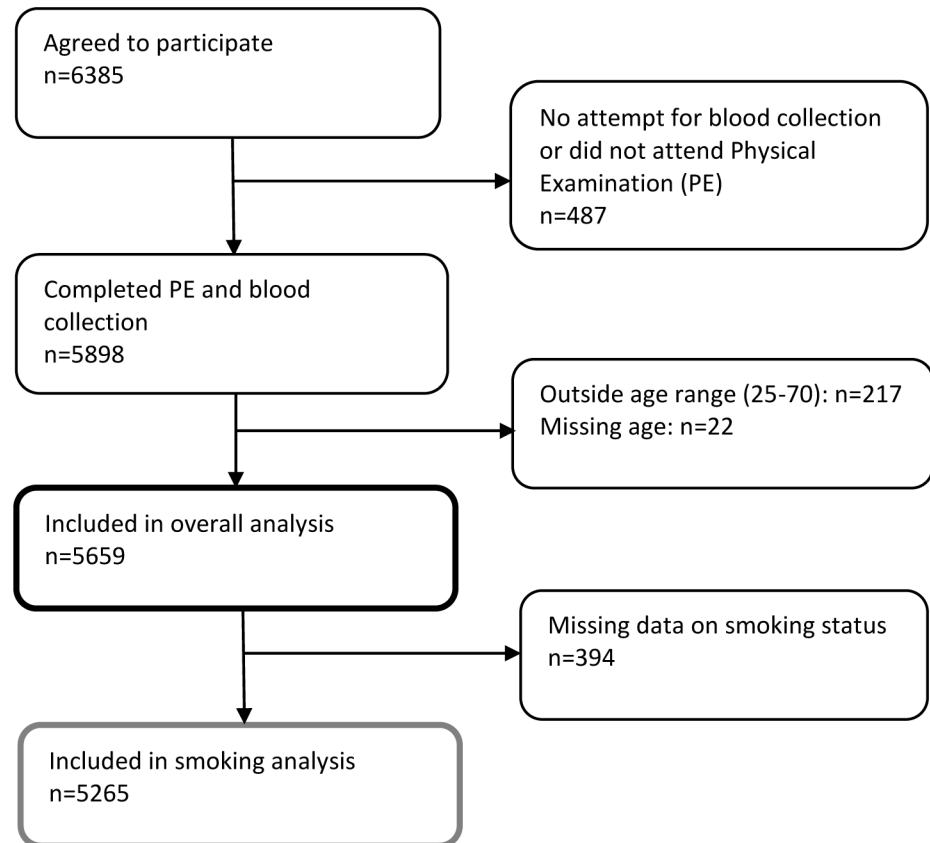 Agreed to participate
n=6385
No attempt for blood collection
or did not attend Physical
Examination (PE)
n=487
Completed PE and blood
collection
n=5898
Outside age range (25-70): n=217
Missing age: n=22
Included in overall analysis
n=5659
Missing data on smoking status
n=394
Included in smoking analysis
n=5265